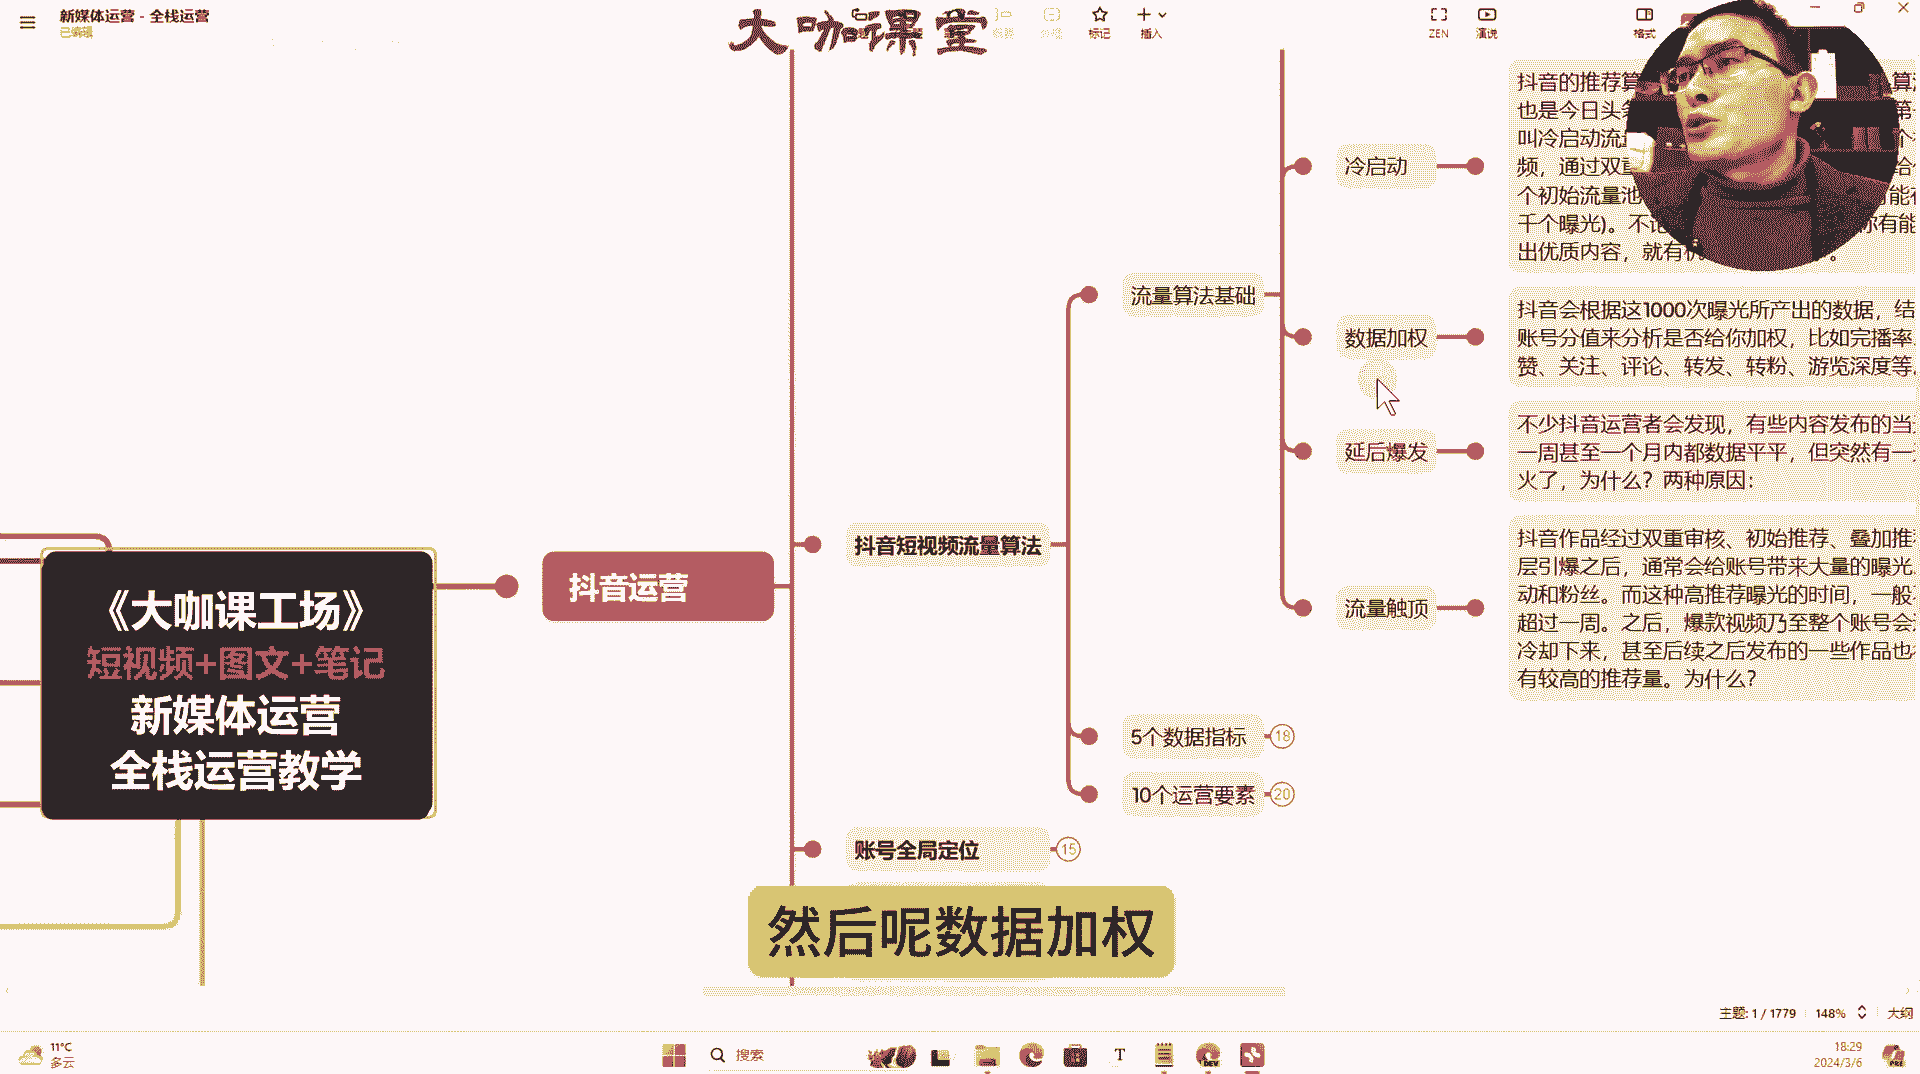 新媒体运营 - 全栈运营
已编辑
大咖课堂
标记
插入
ZEN
演说
格式
抖音的推荐算
也是今日头条
叫冷启动流
频，通过双重
个初始流量池
千个曝光)。不论
出优质内容，就有机
冷启动
流量算法基础
抖音会根据这1000次曝光所产出的数据，结
账号分值来分析是否给你加权，比如完播率
赞、关注、评论、转发、转粉、游览深度等
数据加权
不少抖音运营者会发现，有些内容发布的当
一周甚至一个月内都数据平平，但突然有一
火了，为什么？两种原因：
延后爆发
抖音作品经过双重审核、初始推荐、叠加推
层引爆之后，通常会给账号带来大量的曝光
动和粉丝。而这种高推荐曝光的时间，一般
超过一周。之后，爆款视频乃至整个账号会
冷却下来，甚至后续之后发布的一些作品也
有较高的推荐量。为什么？
流量触顶
抖音短视频流量算法
抖音运营
《大咖课工场》
短视频+图文+笔记
新媒体运营
全栈运营教学
5个数据指标
18
10个运营要素
20
账号全局定位
15
然后呢数据加权
主题: 1 / 1779
148%
大纲
11°C
多云
搜索
18:29
2024/3/6